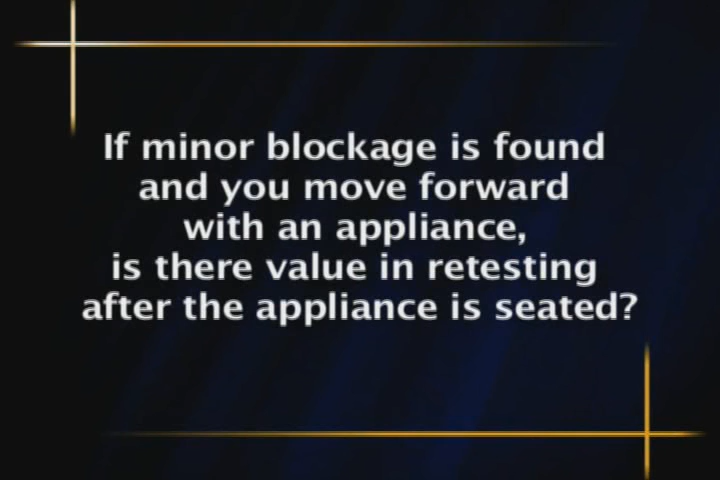 If minor blockage is found
and you move forward
with an appliance,
is there value in retesting
after the appliance is seated?